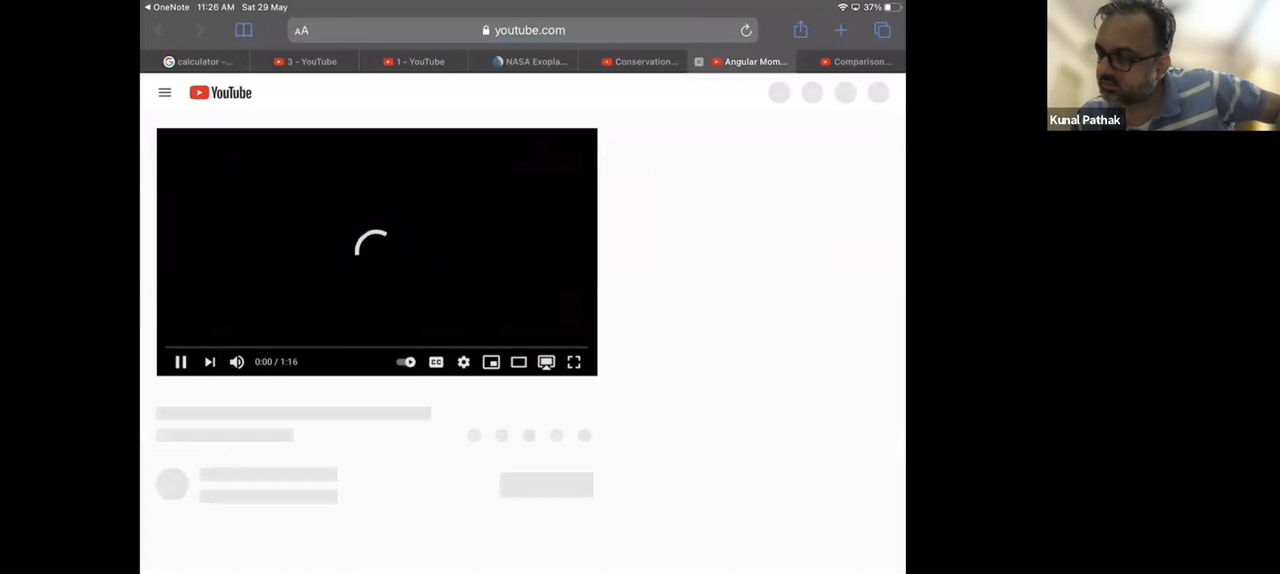 OneNote 11:26 AM Sat 29 May 37%
AA youtube.com
calculator -... 3 - YouTube 1 - YouTube NASA Exopla... Conservation... Angular Mom... Comparison...
YouTube
0:00 / 1:16 CC
Kunal Pathak